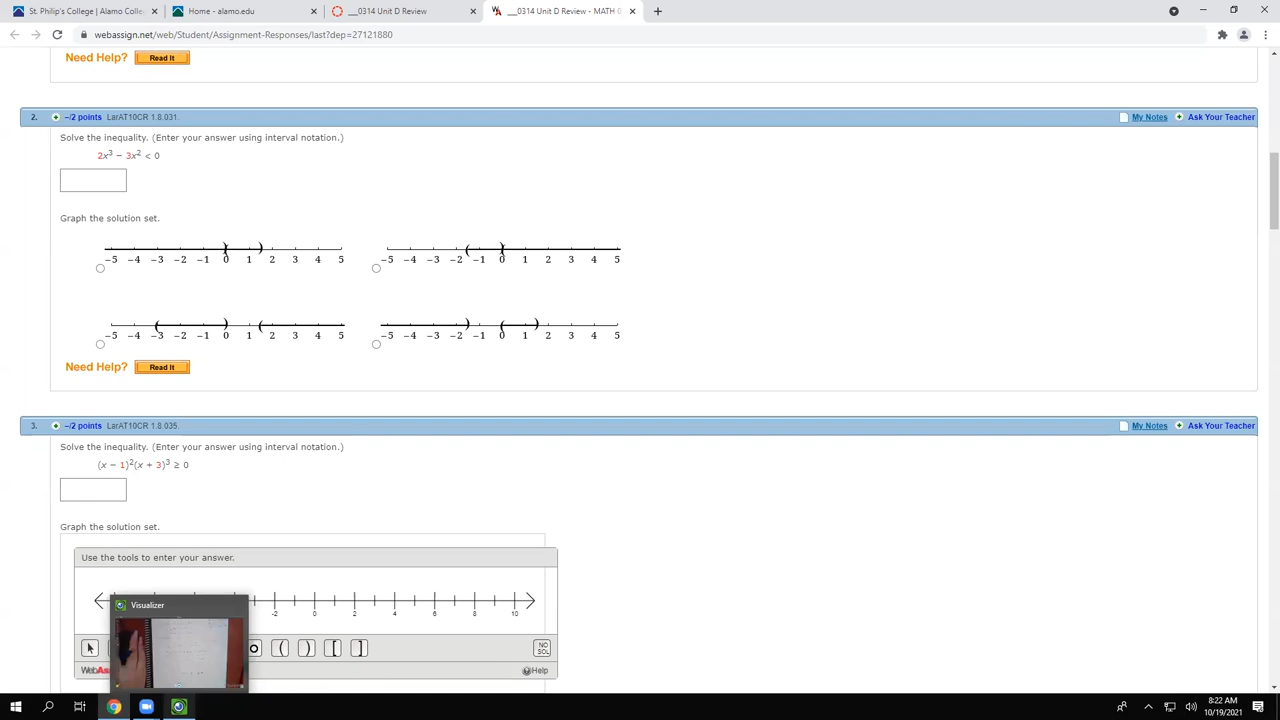 St. Philip's College | Alamo Colle
Home - alamo.edu
__0314 Unit D Review
__0314 Unit D Review - MATH 0
webassign.net/web/Student/Assignment-Responses/last?dep=27121880
Need Help? Read It
2. –/2 points LarAT10CR 1.8.031. My Notes Ask Your Teacher
Solve the inequality. (Enter your answer using interval notation.)
2x³ − 3x² < 0
Graph the solution set.
−5 −4 −3 −2 −1 0 1 2 3 4 5
−5 −4 −3 −2 −1 0 1 2 3 4 5
−5 −4 −3 −2 −1 0 1 2 3 4 5
−5 −4 −3 −2 −1 0 1 2 3 4 5
Need Help? Read It
3. –/2 points LarAT10CR 1.8.035. My Notes Ask Your Teacher
Solve the inequality. (Enter your answer using interval notation.)
(x − 1)²(x + 3)³ ≥ 0
Graph the solution set.
Use the tools to enter your answer.
-2 0 2 4 6 8 10
Visualizer
( ) [ ] NO SOL
WebAs Help
8:22 AM
10/19/2021